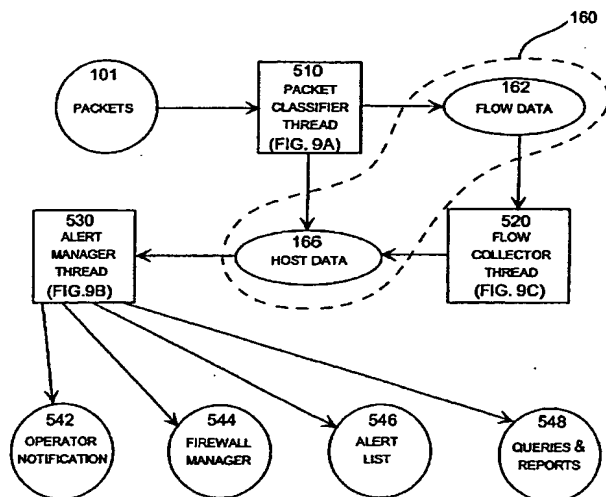 160
101
PACKETS
510
PACKET
CLASSIFIER
THREAD
(FIG. 9A)
162
FLOW DATA
530
ALERT
MANAGER
THREAD
(FIG.9B)
166
HOST DATA
520
FLOW
COLLECTOR
THREAD
(FIG. 9C)
542
OPERATOR
NOTIFICATION
544
FIREWALL
MANAGER
546
ALERT
LIST
548
QUERIES &
REPORTS